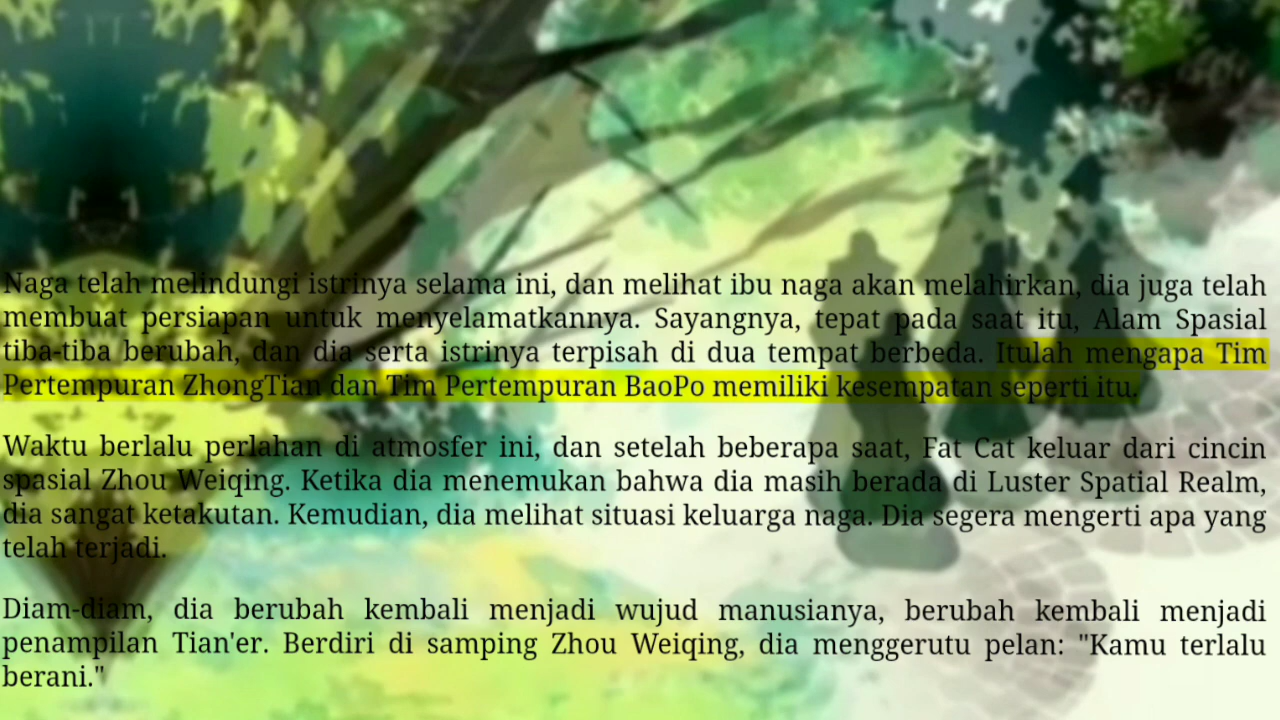 Naga telah melindungi istrinya selama ini, dan melihat ibu naga akan melahirkan, dia juga telah
membuat persiapan untuk menyelamatkannya. Sayangnya, tepat pada saat itu, Alam Spasial
tiba-tiba berubah, dan dia serta istrinya terpisah di dua tempat berbeda. Itulah mengapa Tim
Pertempuran ZhongTian dan Tim Pertempuran BaoPo memiliki kesempatan seperti itu.
Waktu berlalu perlahan di atmosfer ini, dan setelah beberapa saat, Fat Cat keluar dari cincin
spasial Zhou Weiqing. Ketika dia menemukan bahwa dia masih berada di Luster Spatial Realm,
dia sangat ketakutan. Kemudian, dia melihat situasi keluarga naga. Dia segera mengerti apa yang
telah terjadi.
Diam-diam, dia berubah kembali menjadi wujud manusianya, berubah kembali menjadi
penampilan Tian'er. Berdiri di samping Zhou Weiqing, dia menggerutu pelan: "Kamu terlalu
berani."